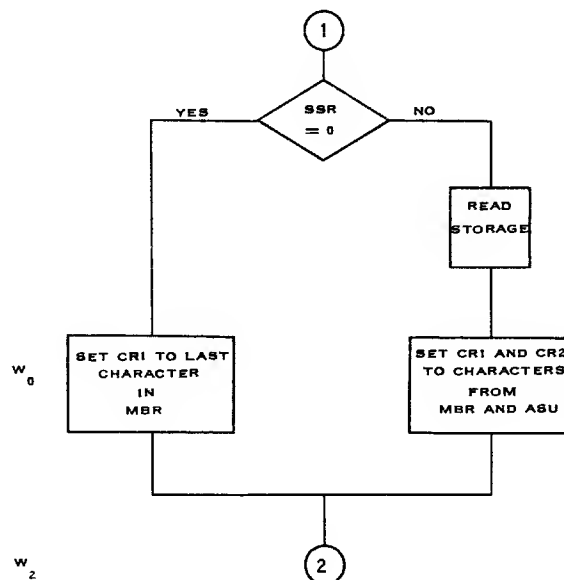 1
SSR
= 0
YES
NO
READ
STORAGE
SET CR1 TO LAST
CHARACTER
IN
MBR
SET CR1 AND CR2
TO CHARACTERS
FROM
MBR AND ASU
W0
W2
2